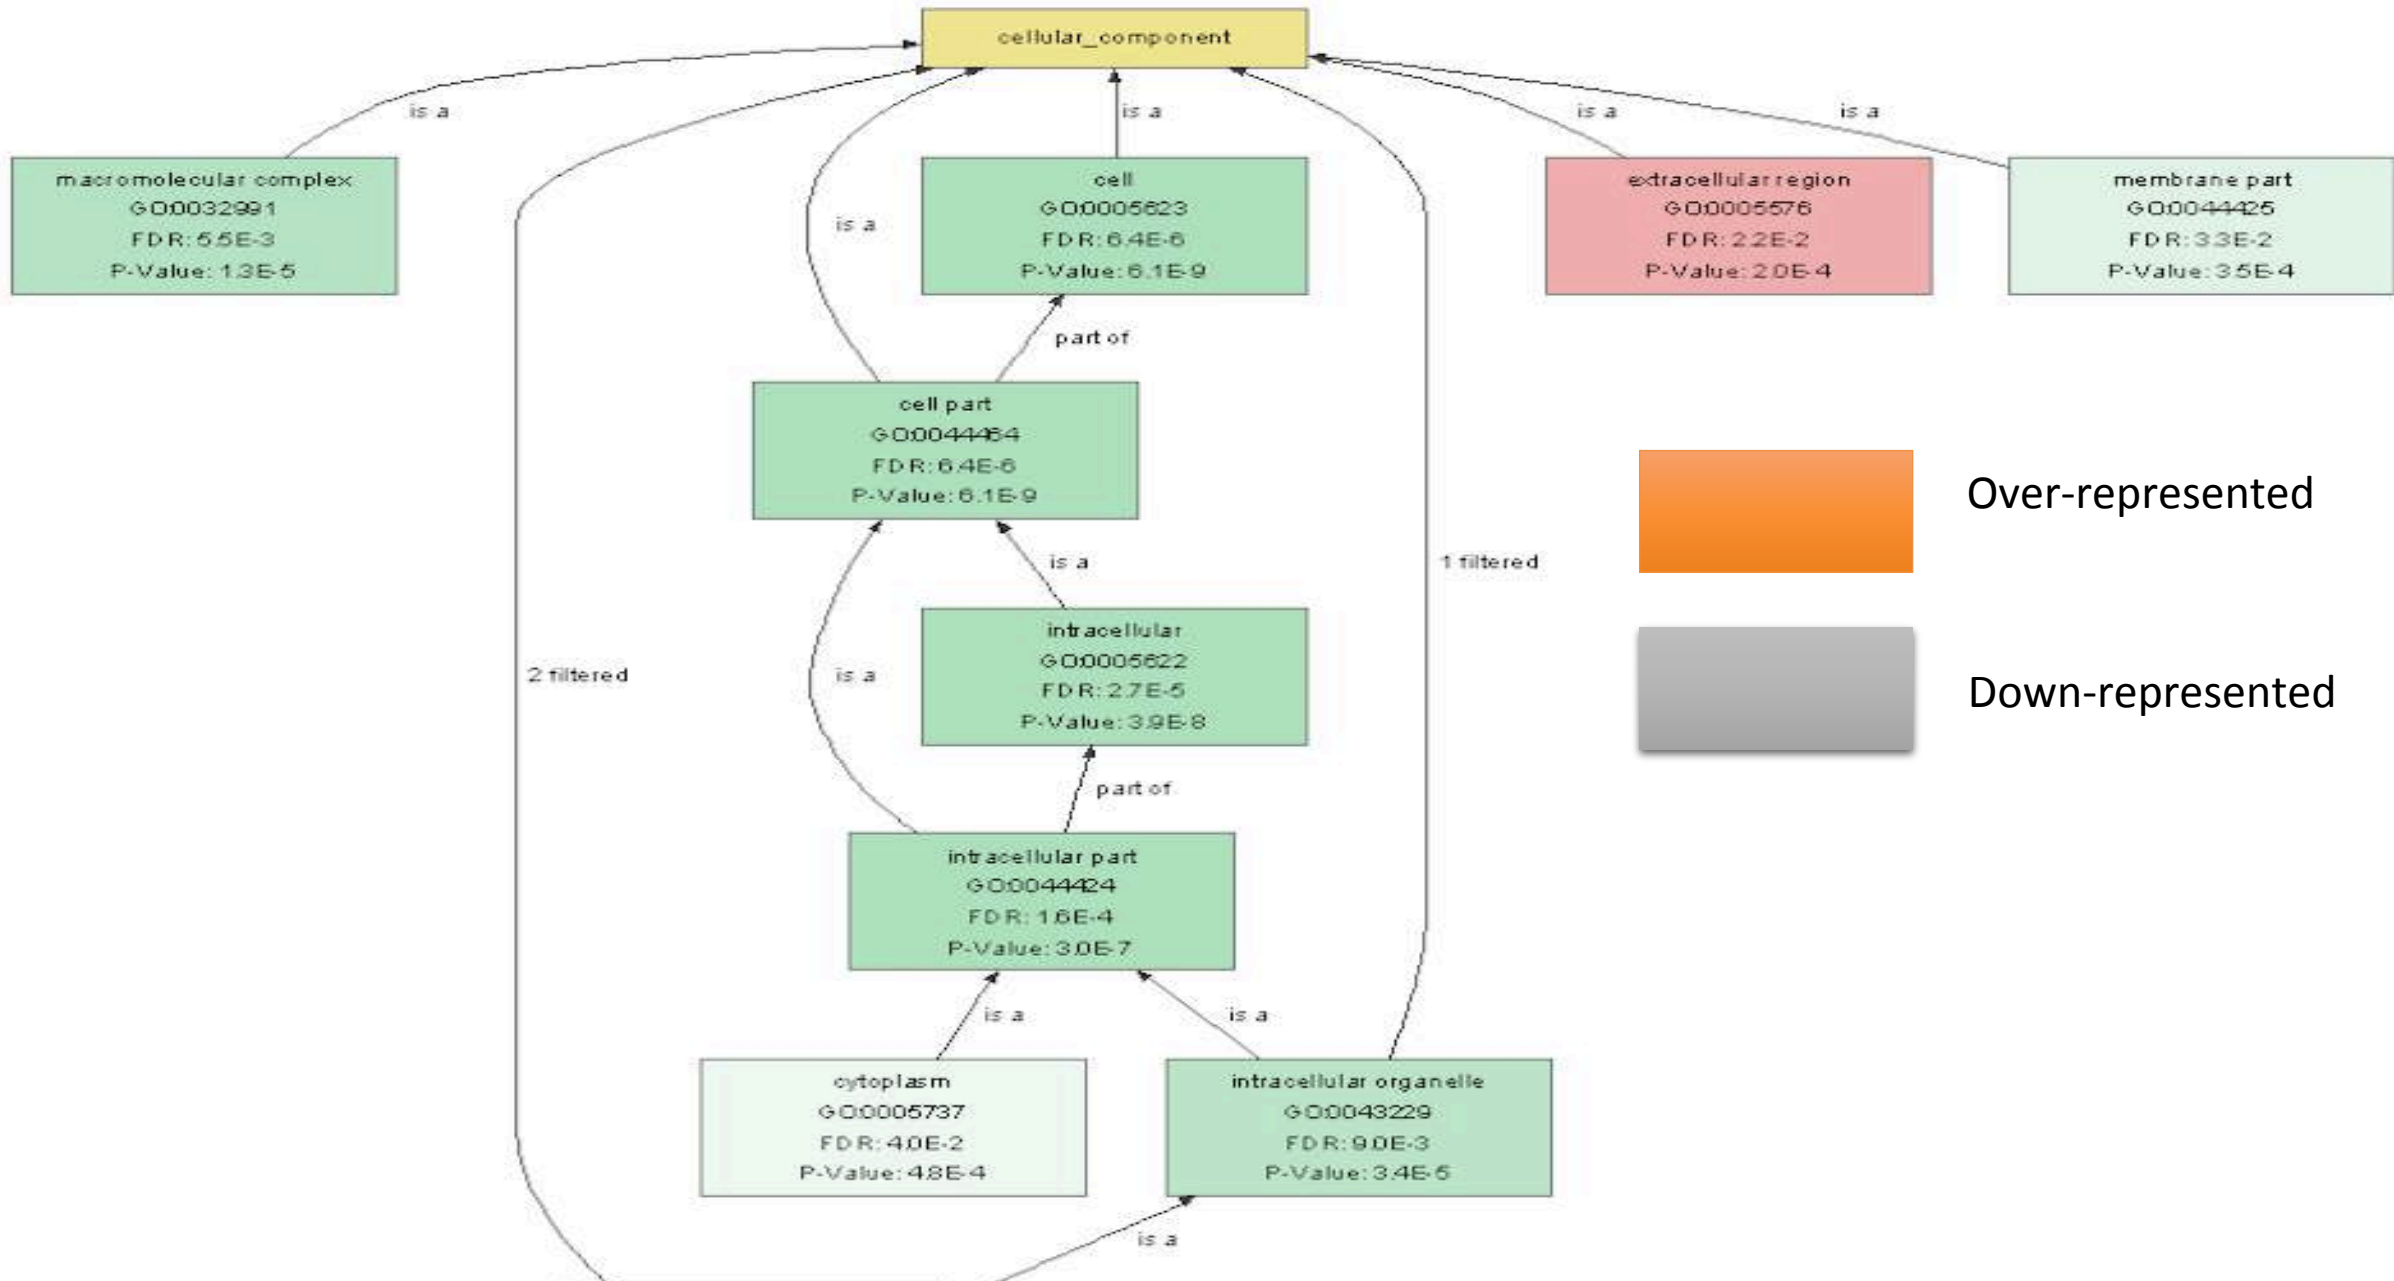 cellular_component
is a
is a
is a
is a
macromolecular complex
GO:0032991
FDR: 5.5E-3
P-Value: 1.3E-5
is a
cell
GO:0005623
FDR: 6.4E-6
P-Value: 6.1E-9
extracellular region
GO:0005576
FDR: 2.2E-2
P-Value: 2.0E-4
membrane part
GO:0044425
FDR: 3.3E-2
P-Value: 3.5E-4
part of
cell part
GO:0044464
FDR: 6.4E-6
P-Value: 6.1E-9
Over-represented
is a
1 filtered
intracellular
GO:0005622
FDR: 2.7E-5
P-Value: 3.9E-8
2 filtered
is a
Down-represented
part of
intracellular part
GO:0044424
FDR: 1.6E-4
P-Value: 3.0E-7
is a
is a
cytoplasm
GO:0005737
FDR: 4.0E-2
P-Value: 4.8E-4
intracellular organelle
GO:0043229
FDR: 9.0E-3
P-Value: 3.4E-5
is a